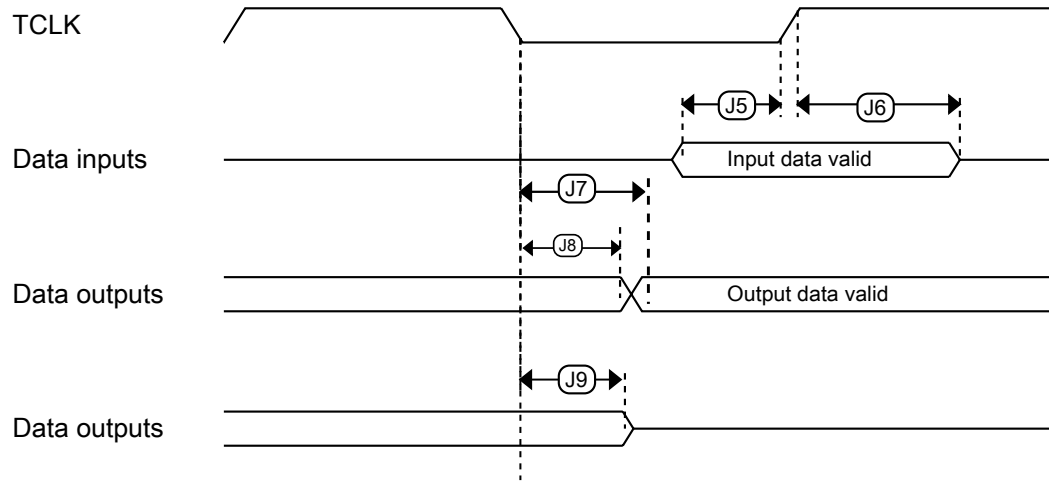 TCLK
J5
J6
Data inputs
Input data valid
J7
J8
Data outputs
Output data valid
J9
Data outputs